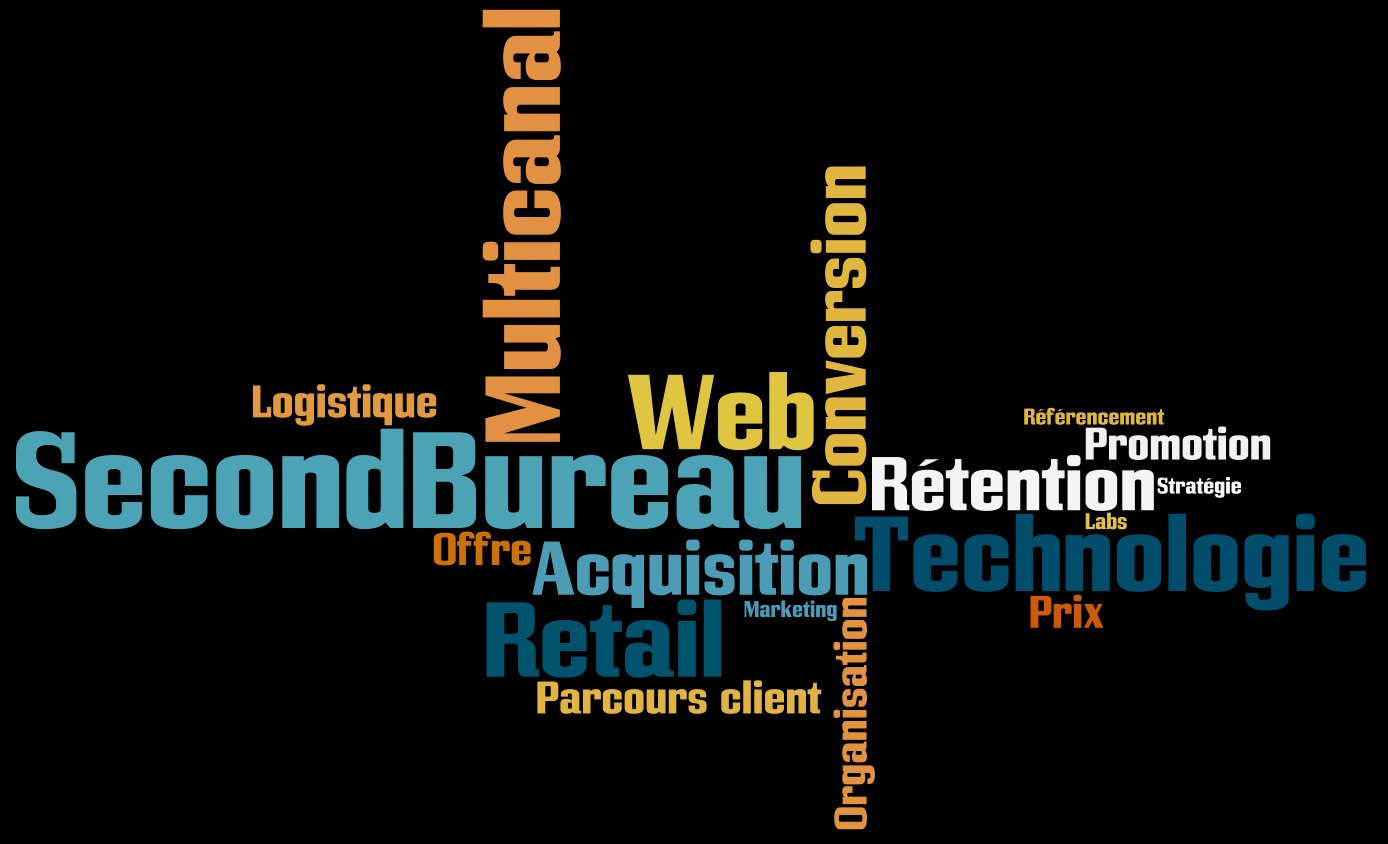 Multicanal
Conversion
Web
Logistique
Référencement
Promotion
SecondBureau
Rétention
Stratégie
Labs
Technologie
Offre
Acquisition
Marketing
Prix
Retail
Organisation
Parcours client